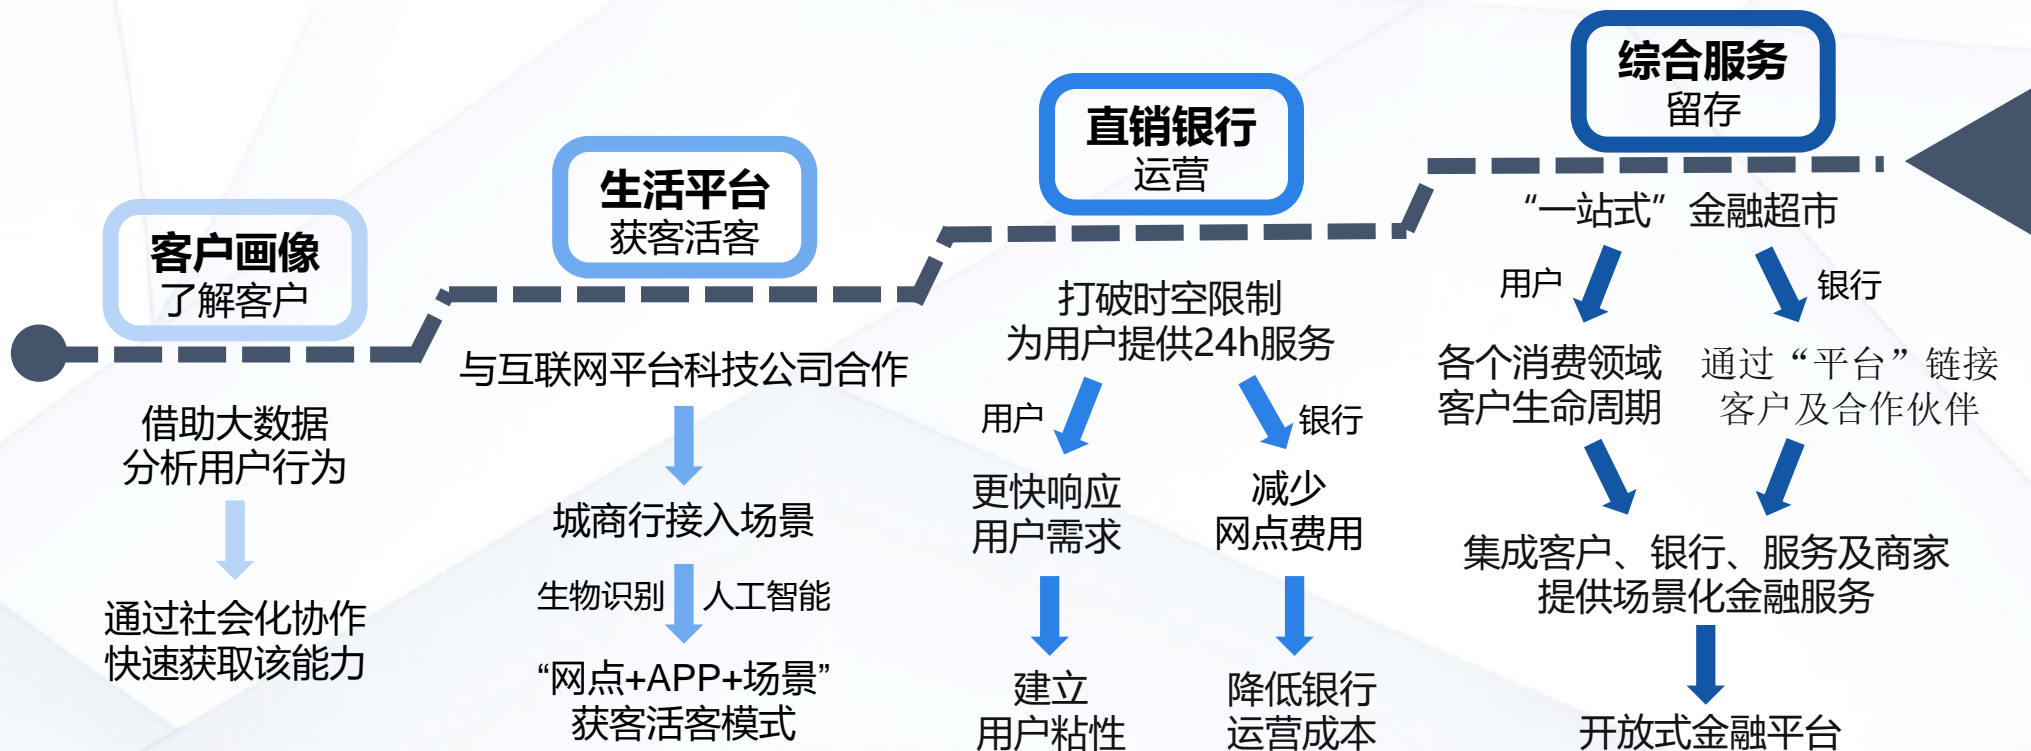 客户画像
了解客户
借助大数据
分析用户行为
通过社会化协作
快速获取该能力
生活平台
获客活客
与互联网平台科技公司合作
城商行接入场景
生物识别 人工智能
“网点+APP+场景”
获客活客模式
直销银行
运营
打破时空限制
为用户提供24h服务
用户 银行
更快响应
用户需求
减少
网点费用
建立
用户粘性
降低银行
运营成本
综合服务
留存
“一站式”金融超市
用户 银行
各个消费领域
客户生命周期
通过“平台”链接
客户及合作伙伴
集成客户、银行、服务及商家
提供场景化金融服务
开放式金融平台